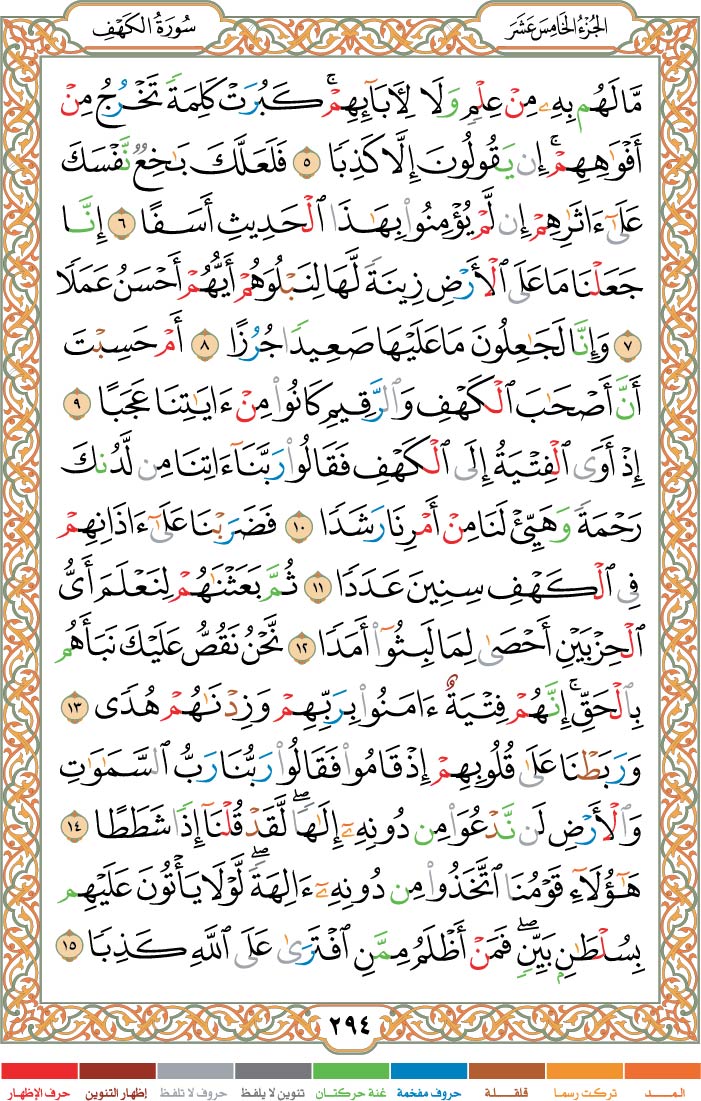 الجزء الخامس عشر
سورة الكهف
مَّا لَهُم بِهِۦ مِنْ عِلْمٍ وَلَا لِـَٔابَآئِهِمْ ۚ كَبُرَتْ كَلِمَةً تَخْرُجُ مِنْ
أَفْوَٰهِهِمْ ۚ إِن يَقُولُونَ إِلَّا كَذِبًا ٥ فَلَعَلَّكَ بَـٰخِعٌ نَّفْسَكَ
عَلَىٰٓ ءَاثَـٰرِهِمْ إِن لَّمْ يُؤْمِنُوا۟ بِهَـٰذَا ٱلْحَدِيثِ أَسَفًا ٦ إِنَّا
جَعَلْنَا مَا عَلَى ٱلْأَرْضِ زِينَةً لَّهَا لِنَبْلُوَهُمْ أَيُّهُمْ أَحْسَنُ عَمَلًا
٧ وَإِنَّا لَجَـٰعِلُونَ مَا عَلَيْهَا صَعِيدًا جُرُزًا ٨ أَمْ حَسِبْتَ
أَنَّ أَصْحَـٰبَ ٱلْكَهْفِ وَٱلرَّقِيمِ كَانُوا۟ مِنْ ءَايَـٰتِنَا عَجَبًا ٩
إِذْ أَوَى ٱلْفِتْيَةُ إِلَى ٱلْكَهْفِ فَقَالُوا۟ رَبَّنَآ ءَاتِنَا مِن لَّدُنكَ
رَحْمَةً وَهَيِّئْ لَنَا مِنْ أَمْرِنَا رَشَدًا ١٠ فَضَرَبْنَا عَلَىٰٓ ءَاذَانِهِمْ
فِى ٱلْكَهْفِ سِنِينَ عَدَدًا ١١ ثُمَّ بَعَثْنَـٰهُمْ لِنَعْلَمَ أَىُّ
ٱلْحِزْبَيْنِ أَحْصَىٰ لِمَا لَبِثُوٓا۟ أَمَدًا ١٢ نَّحْنُ نَقُصُّ عَلَيْكَ نَبَأَهُم
بِٱلْحَقِّ ۚ إِنَّهُمْ فِتْيَةٌ ءَامَنُوا۟ بِرَبِّهِمْ وَزِدْنَـٰهُمْ هُدًى ١٣
وَرَبَطْنَا عَلَىٰ قُلُوبِهِمْ إِذْ قَامُوا۟ فَقَالُوا۟ رَبُّنَا رَبُّ ٱلسَّمَـٰوَٰتِ
وَٱلْأَرْضِ لَن نَّدْعُوَا۟ مِن دُونِهِۦٓ إِلَـٰهًا ۖ لَّقَدْ قُلْنَآ إِذًا شَطَطًا ١٤
هَـٰٓؤُلَآءِ قَوْمُنَا ٱتَّخَذُوا۟ مِن دُونِهِۦٓ ءَالِهَةً ۖ لَّوْلَا يَأْتُونَ عَلَيْهِم
بِسُلْطَـٰنٍۭ بَيِّنٍ ۖ فَمَنْ أَظْلَمُ مِمَّنِ ٱفْتَرَىٰ عَلَى ٱللَّهِ كَذِبًا ١٥
٢٩٤
المــد تركت رسما قلقـلة حروف مفخمة غنة حركتان تنوين لا يلفظ حروف لا تلفظ إظهار التنوين حرف الإظهار